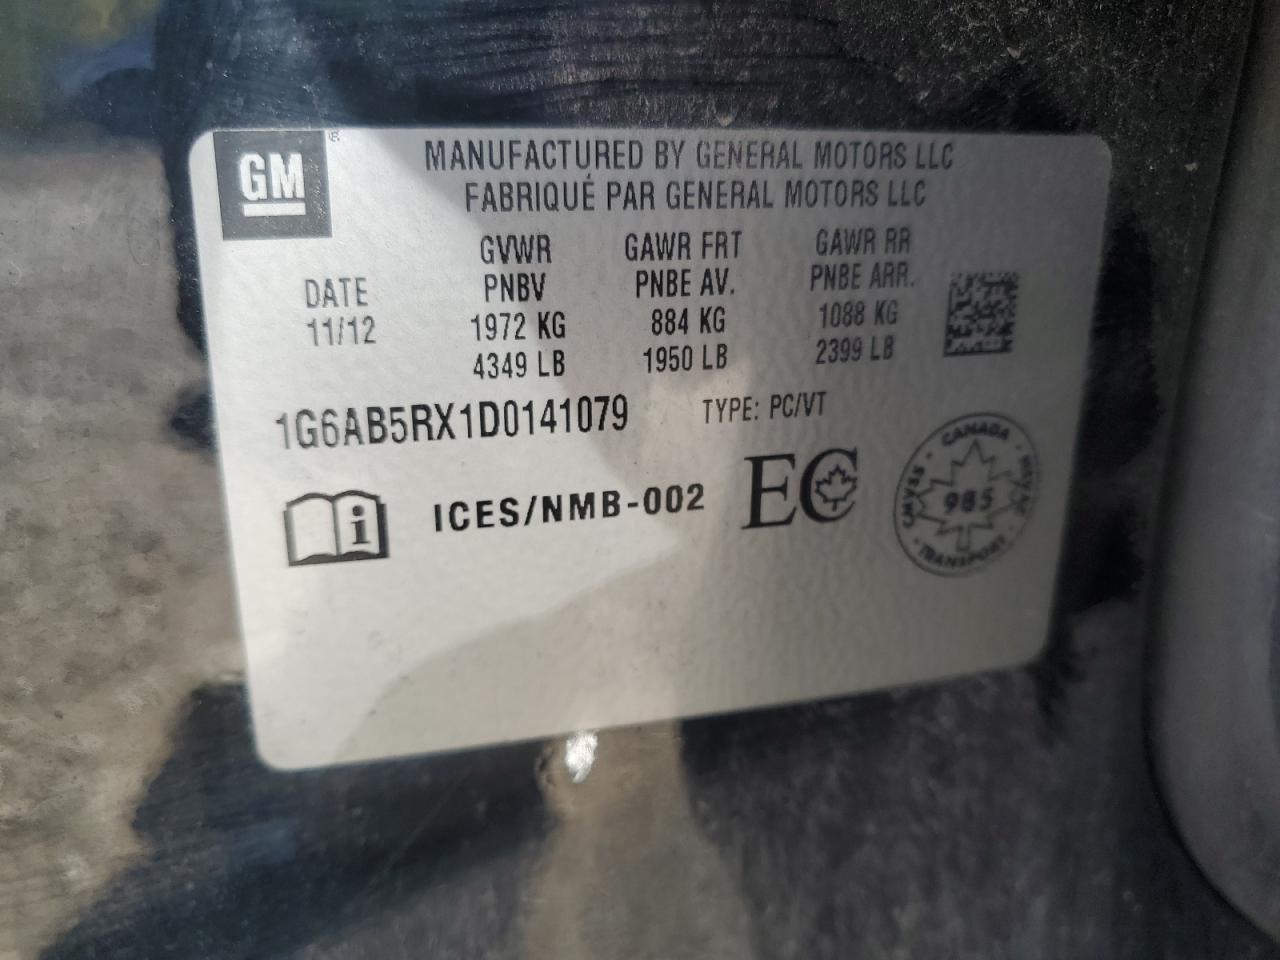 GM
MANUFACTURED BY GENERAL MOTORS LLC
FABRIQUÉ PAR GENERAL MOTORS LLC
DATE GVWR GAWR FRT GAWR RR
PNBV PNBE AV. PNBE ARR.
11/12 1972 KG 884 KG 1088 KG
4349 LB 1950 LB 2399 LB
1G6AB5RX1D0141079 TYPE: PC/VT
i ICES/NMB-002 EC
CANADA
CMVSS 985 NSVAC
TRANSPORT